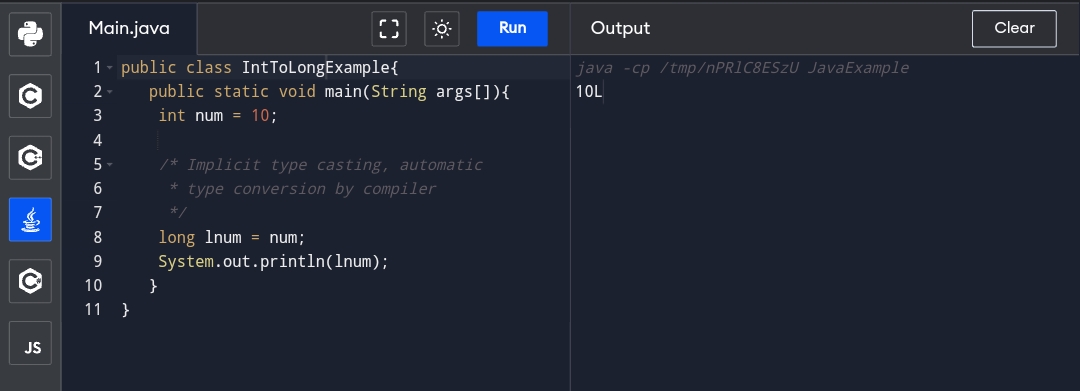 Main.java
Run
Output
Clear
1 public class IntToLongExample{
2 public static void main(String args[]){
3 int num = 10;
4
5 /* Implicit type casting, automatic
6 * type conversion by compiler
7 */
8 long lnum = num;
9 System.out.println(lnum);
10 }
11 }
java -cp /tmp/nPRlC8ESzU JavaExample
10L
C
C++
C#
JS